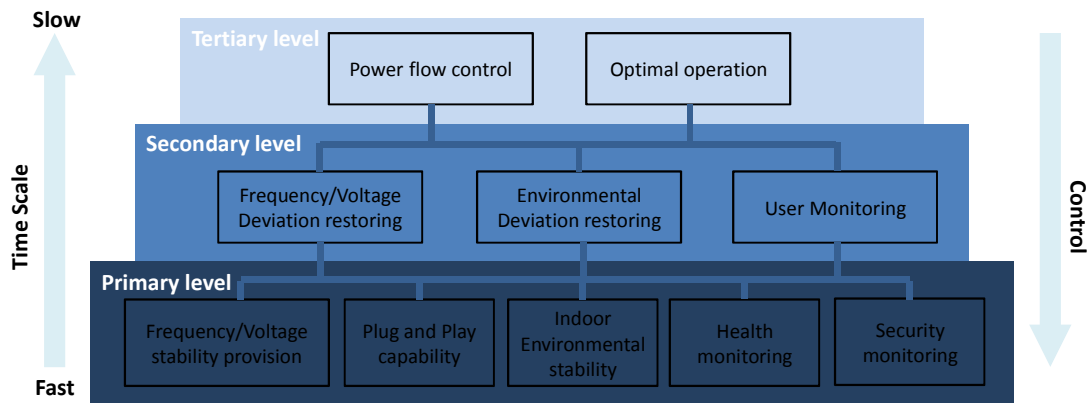 Slow
Tertiary level
Power flow control
Optimal operation
Secondary level
Frequency/Voltage
Deviation restoring
Environmental
Deviation restoring
User Monitoring
Time Scale
Control
Primary level
Frequency/Voltage
stability provision
Plug and Play
capability
Indoor
Environmental
stability
Health
monitoring
Security
monitoring
Fast